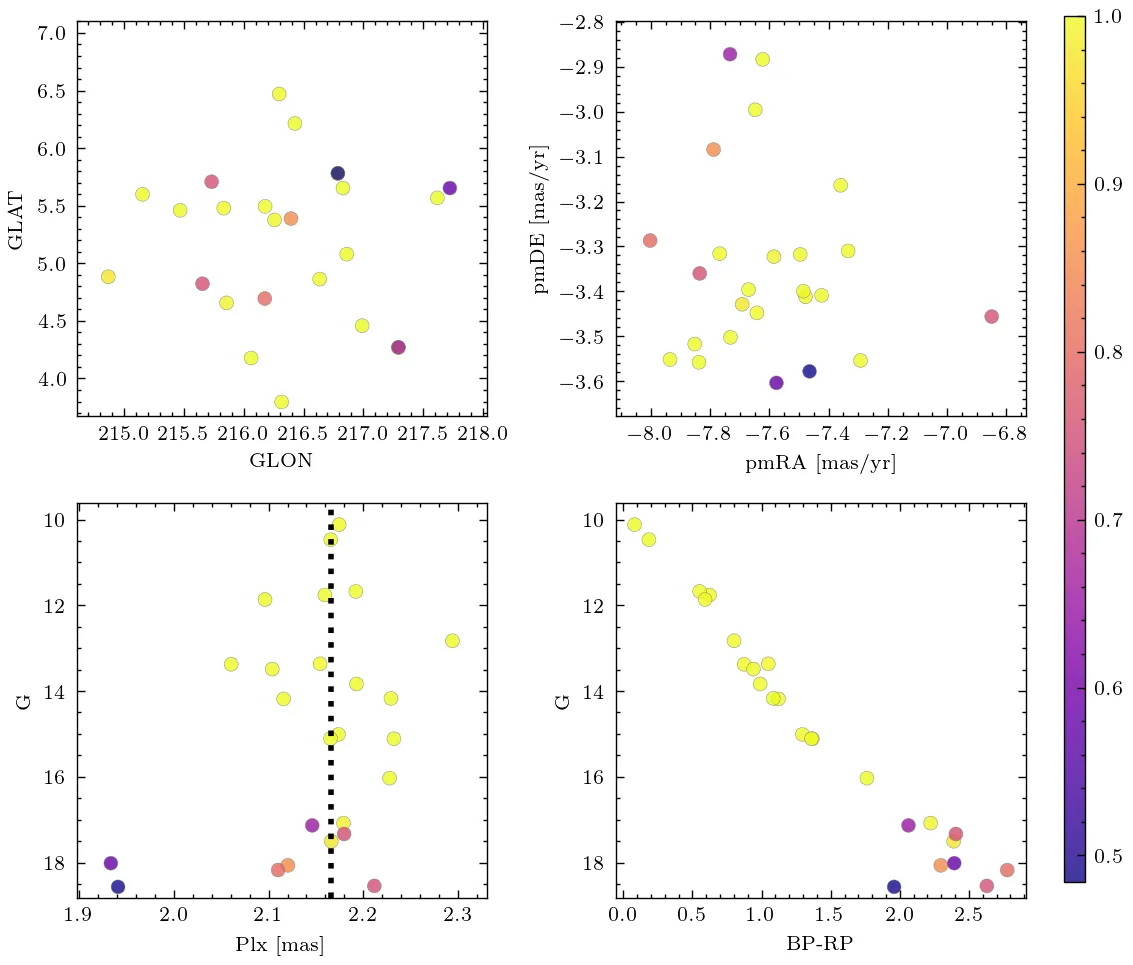 7.0
6.5
6.0
5.5
5.0
4.5
4.0
GLAT
215.0 215.5 216.0 216.5 217.0 217.5 218.0
GLON
−2.8
−2.9
−3.0
−3.1
−3.2
−3.3
−3.4
−3.5
−3.6
pmDE [mas/yr]
−8.0 −7.8 −7.6 −7.4 −7.2 −7.0 −6.8
pmRA [mas/yr]
10
12
14
16
18
G
1.9 2.0 2.1 2.2 2.3
Plx [mas]
10
12
14
16
18
G
0.0 0.5 1.0 1.5 2.0 2.5
BP-RP
1.0
0.9
0.8
0.7
0.6
0.5